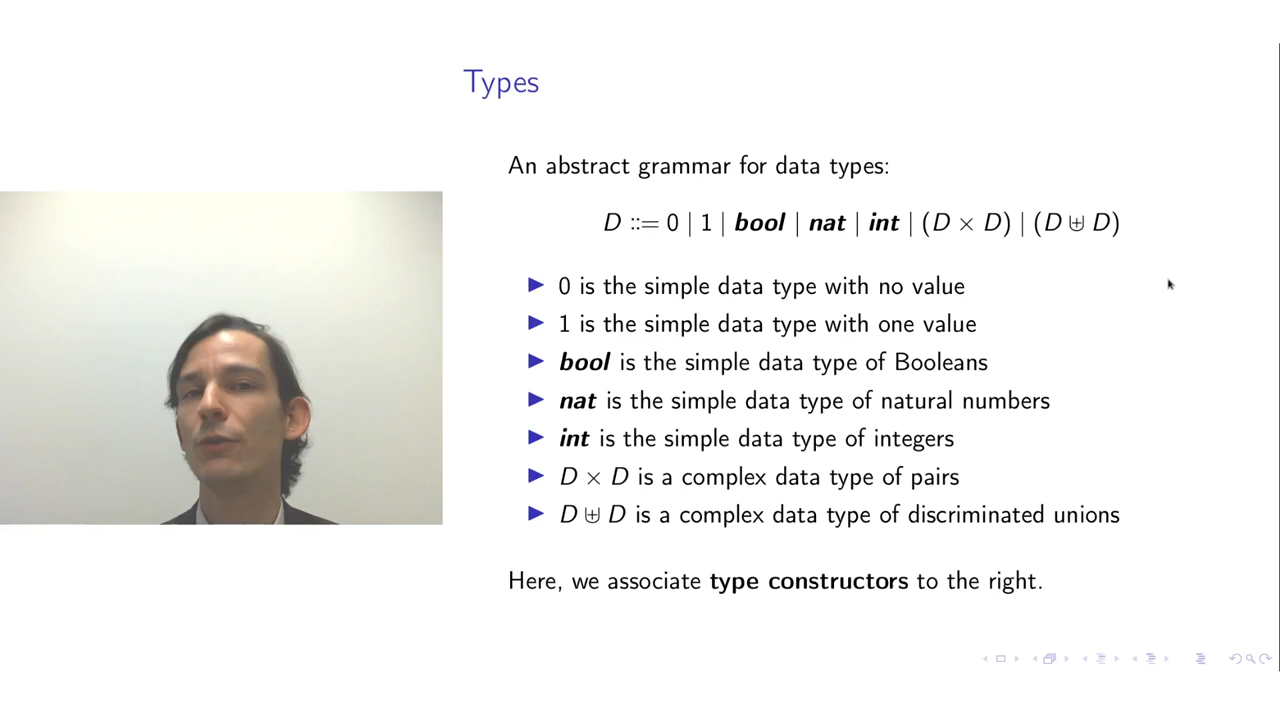 Types
An abstract grammar for data types:
D ::= 0 | 1 | bool | nat | int | (D × D) | (D ⊎ D)
▶ 0 is the simple data type with no value
▶ 1 is the simple data type with one value
▶ bool is the simple data type of Booleans
▶ nat is the simple data type of natural numbers
▶ int is the simple data type of integers
▶ D × D is a complex data type of pairs
▶ D ⊎ D is a complex data type of discriminated unions
Here, we associate type constructors to the right.